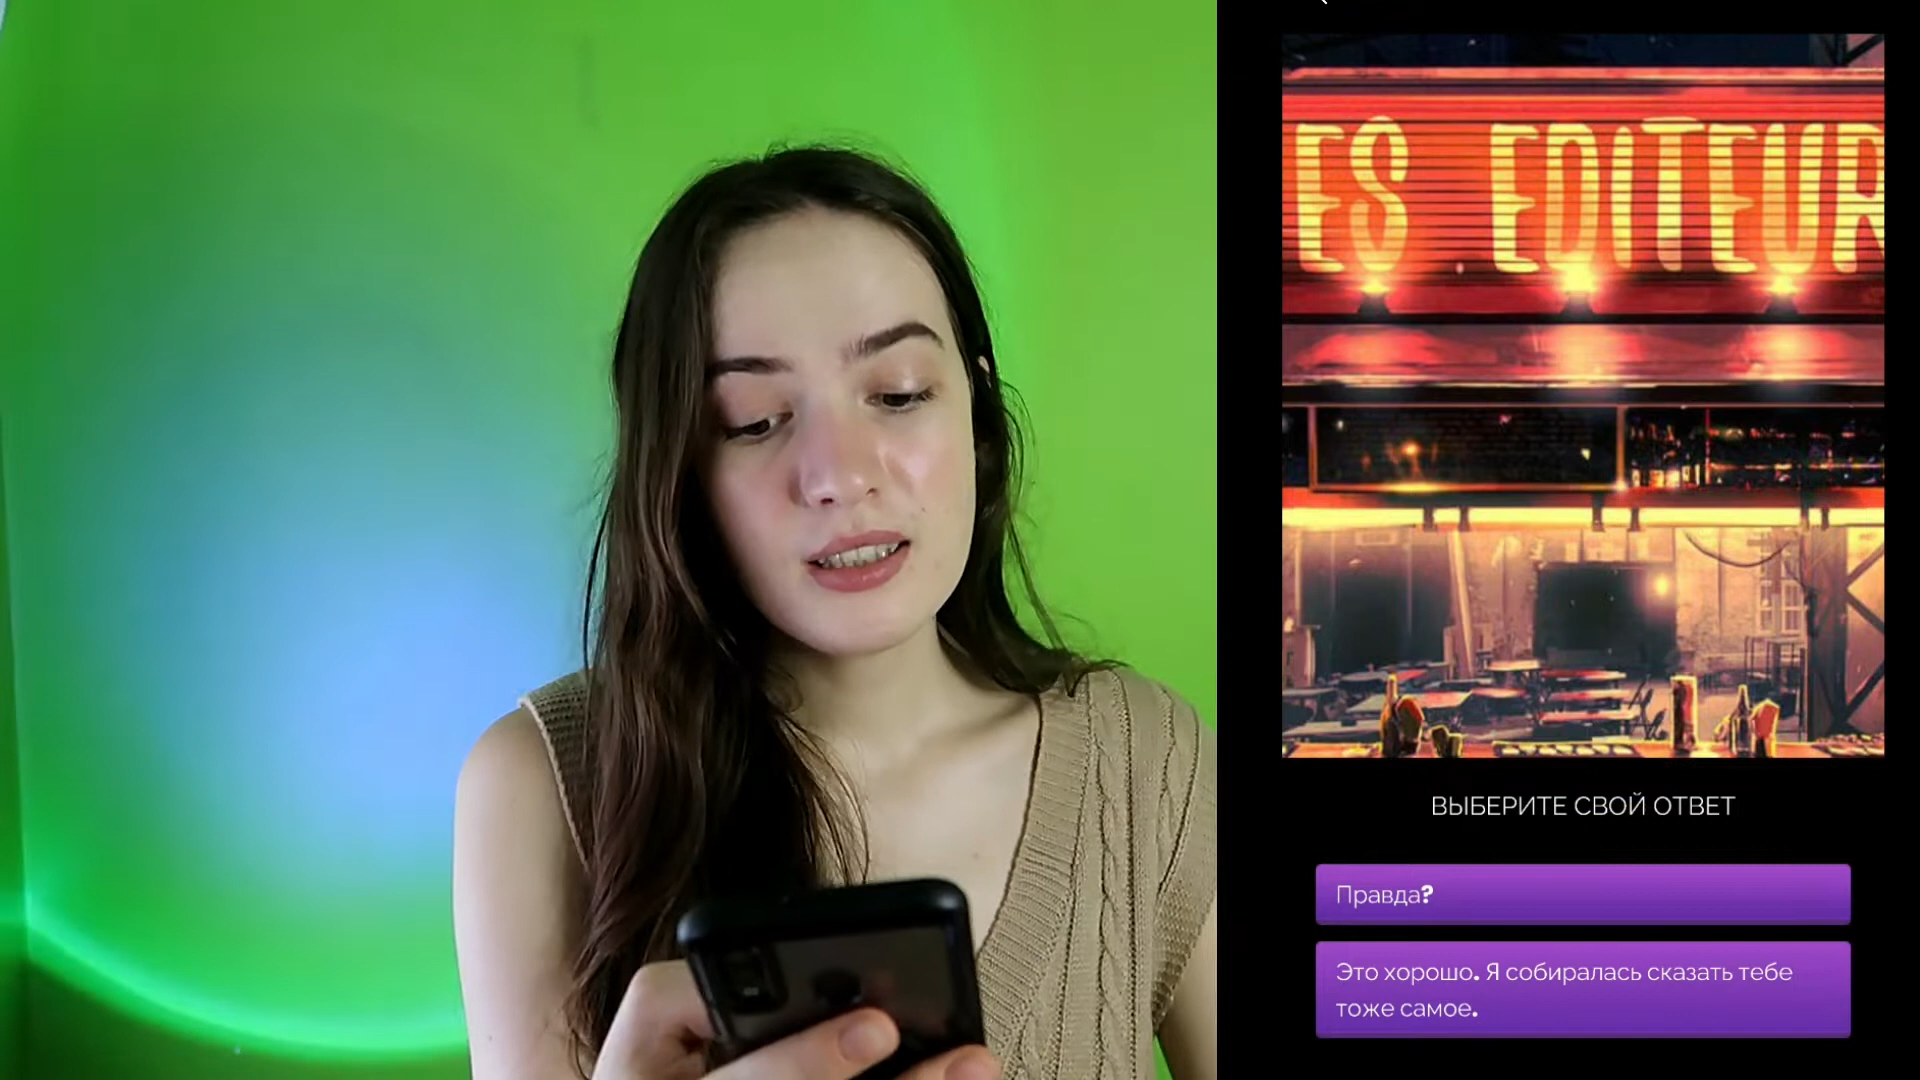 ES EDITEUR
ВЫБЕРИТЕ СВОЙ ОТВЕТ
Правда?
Это хорошо. Я собиралась сказать тебе
тоже самое.